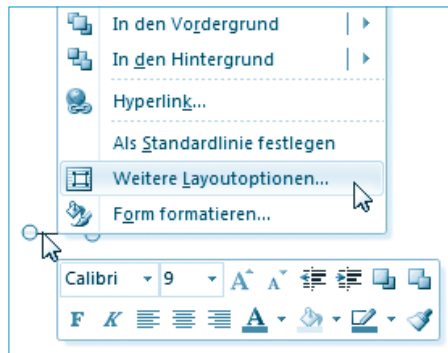 In den Vordergrund
In den Hintergrund
Hyperlink...
Als Standardlinie festlegen
Weitere Layoutoptionen...
Form formatieren...
Calibri 9 A A
F K A